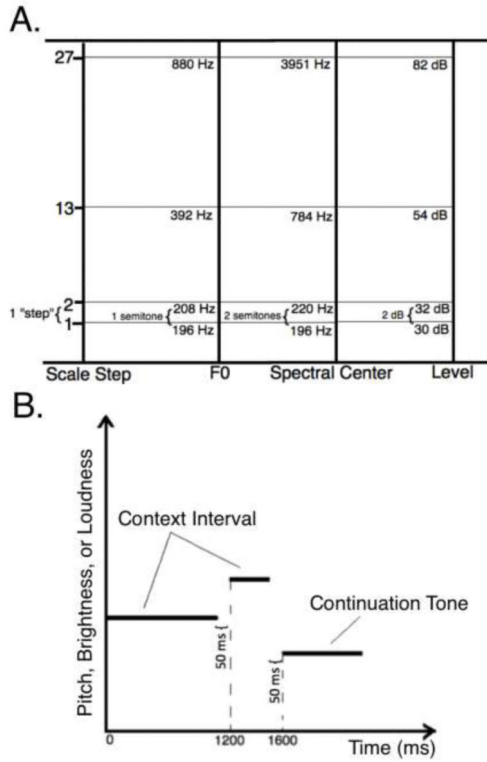 A.
27 880 Hz 3951 Hz 82 dB
13 392 Hz 784 Hz 54 dB
2 208 Hz 220 Hz 32 dB
1 "step"{ 1 semitone{ 2 semitones{ 2 dB{
1 196 Hz 196 Hz 30 dB
Scale Step F0 Spectral Center Level
B.
Pitch, Brightness, or Loudness
Context Interval
Continuation Tone
50 ms{
50 ms{
0 1200 1600
Time (ms)